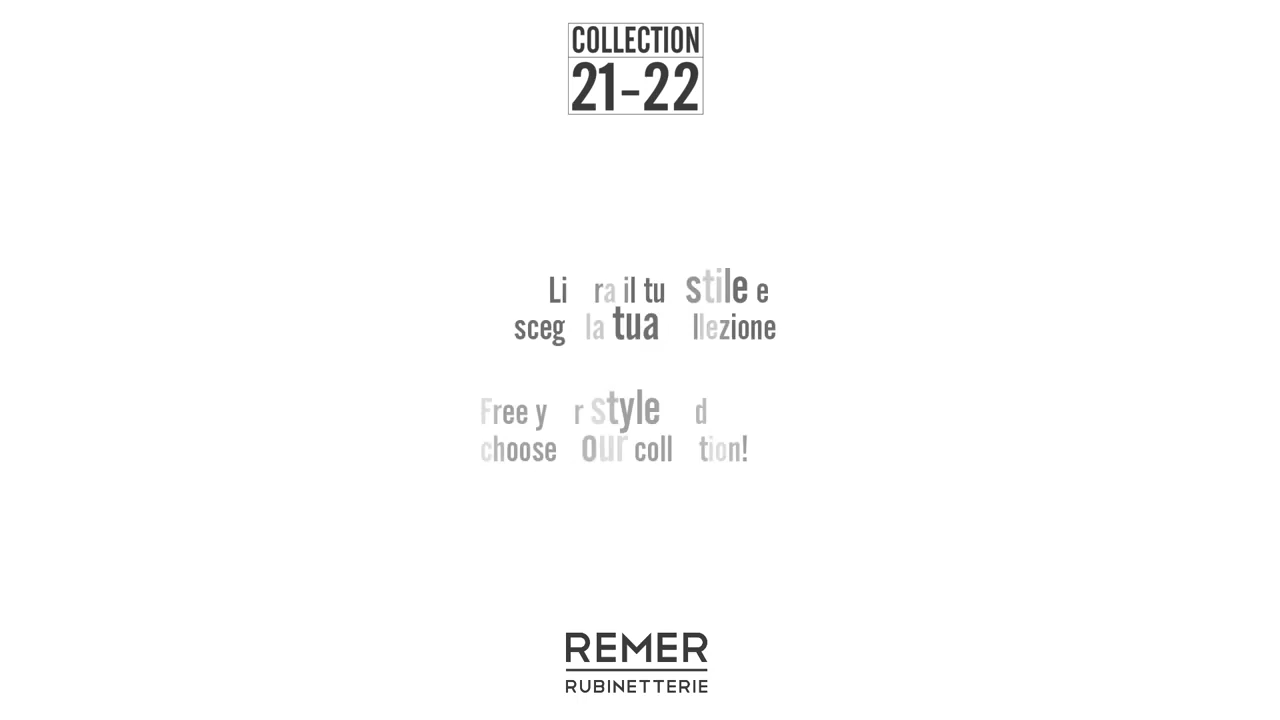 COLLECTION
21-22
Li ra il tu stile e
sceg la tua llezione
Free y r style d
choose our coll tion!
REMER
RUBINETTERIE